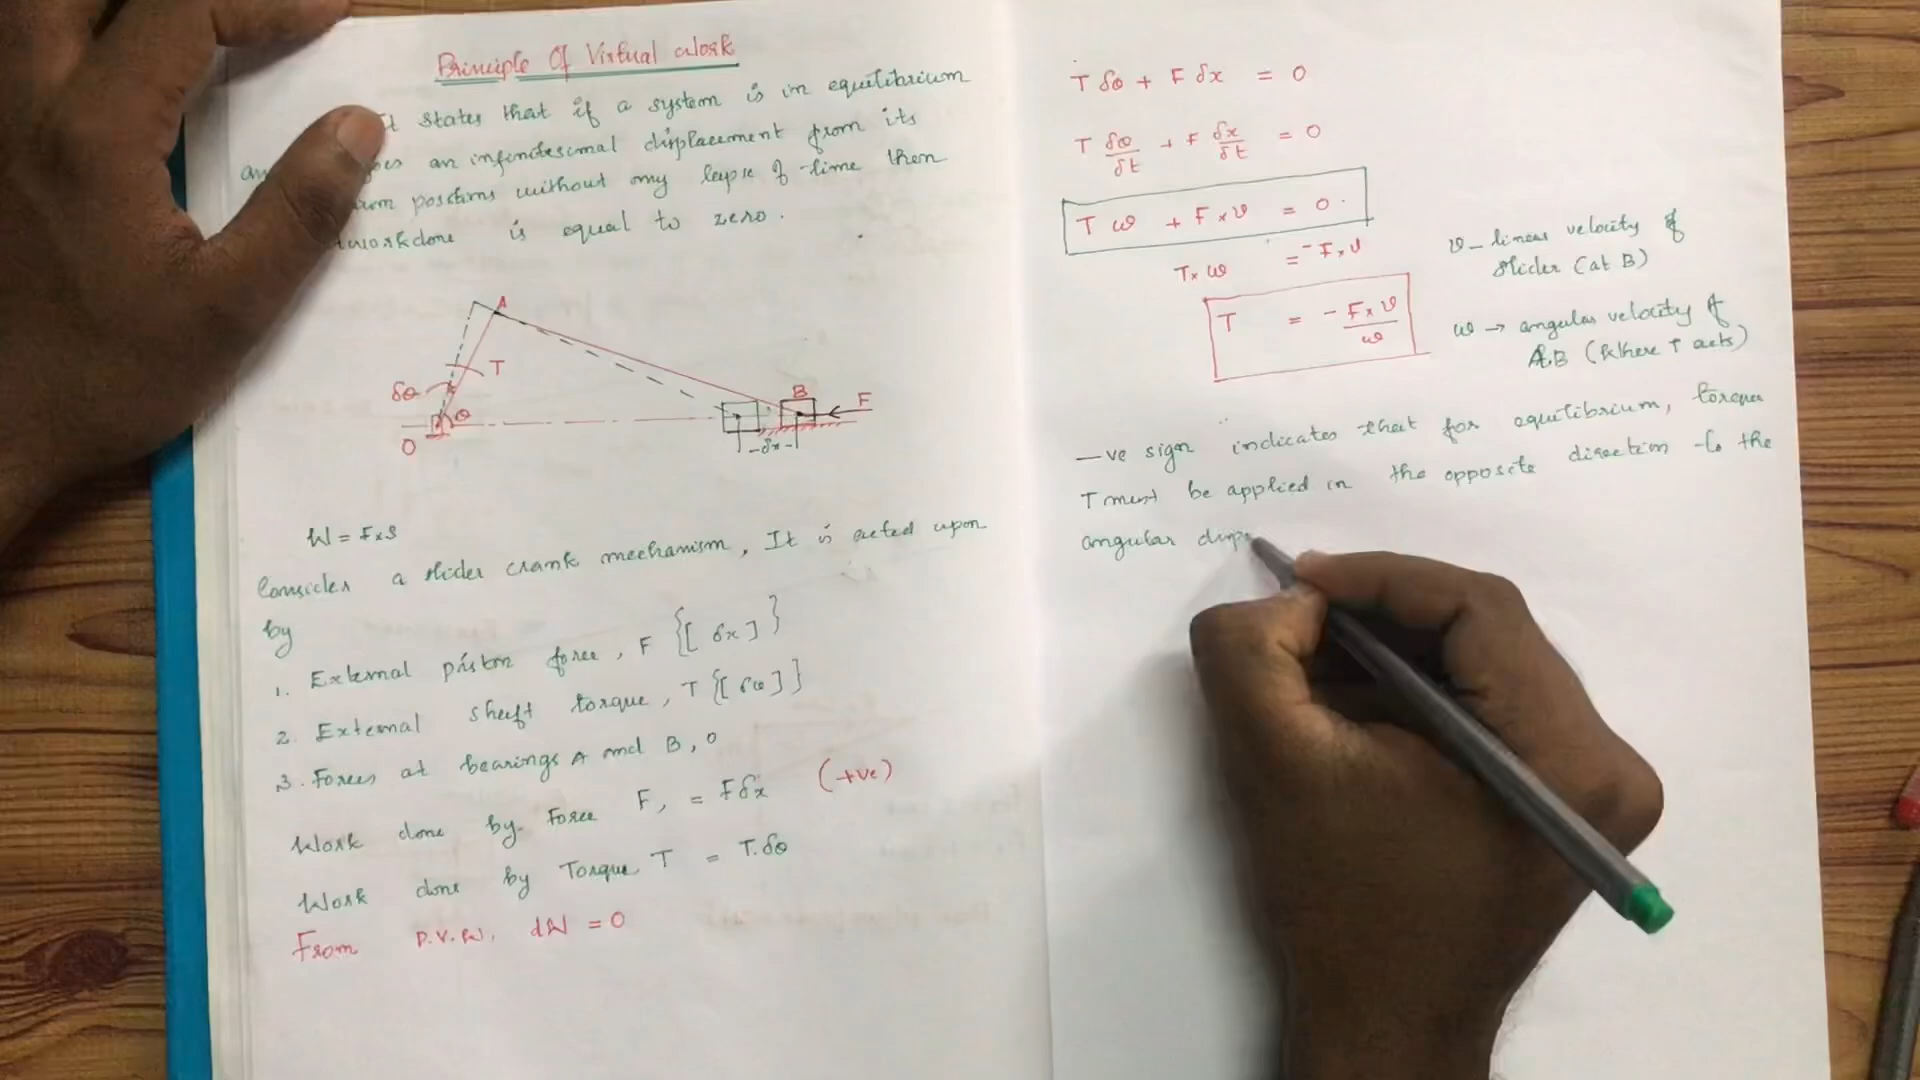 Principle Of Virtual Work
It states that if a system is in equilibrium
an infinitesimal displacement from its
positions without any lapse of time then
workdone is equal to zero.
A
T
δθ
θ
O
B
F
δx
W = F×S
Consider a slider crank mechanism, It is acted upon
by
1. External piston force, F {[δx]}
2. External shaft torque, T {[δθ]}
3. Forces at bearings A and B, O
Work done by Force F, = Fδx (+ve)
Work done by Torque T = T.δθ
From P.V.W, dW = 0
T δθ + F δx = 0
T δθ/δt + F δx/δt = 0
T ω + F × v = 0.
T × ω = -F × v
T = - F × v / ω
v - linear velocity of
slider (at B)
ω → angular velocity of
A.B (Where T acts)
-ve sign indicates that for equilibrium, torque
T must be applied in the opposite direction to the
angular disp